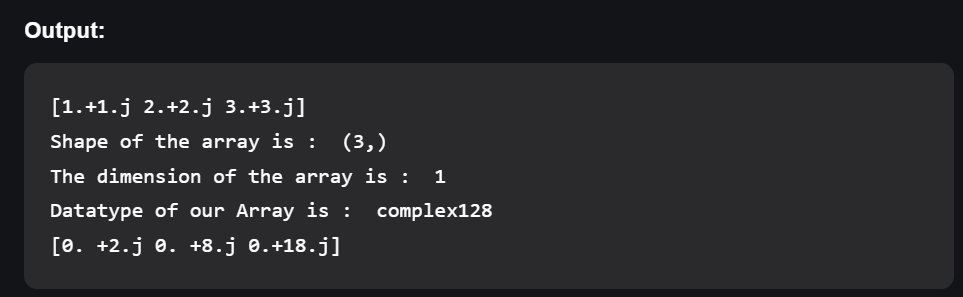 Output:
[1.+1.j 2.+2.j 3.+3.j]
Shape of the array is :  (3,)
The dimension of the array is :  1
Datatype of our Array is :  complex128
[0. +2.j 0. +8.j 0.+18.j]